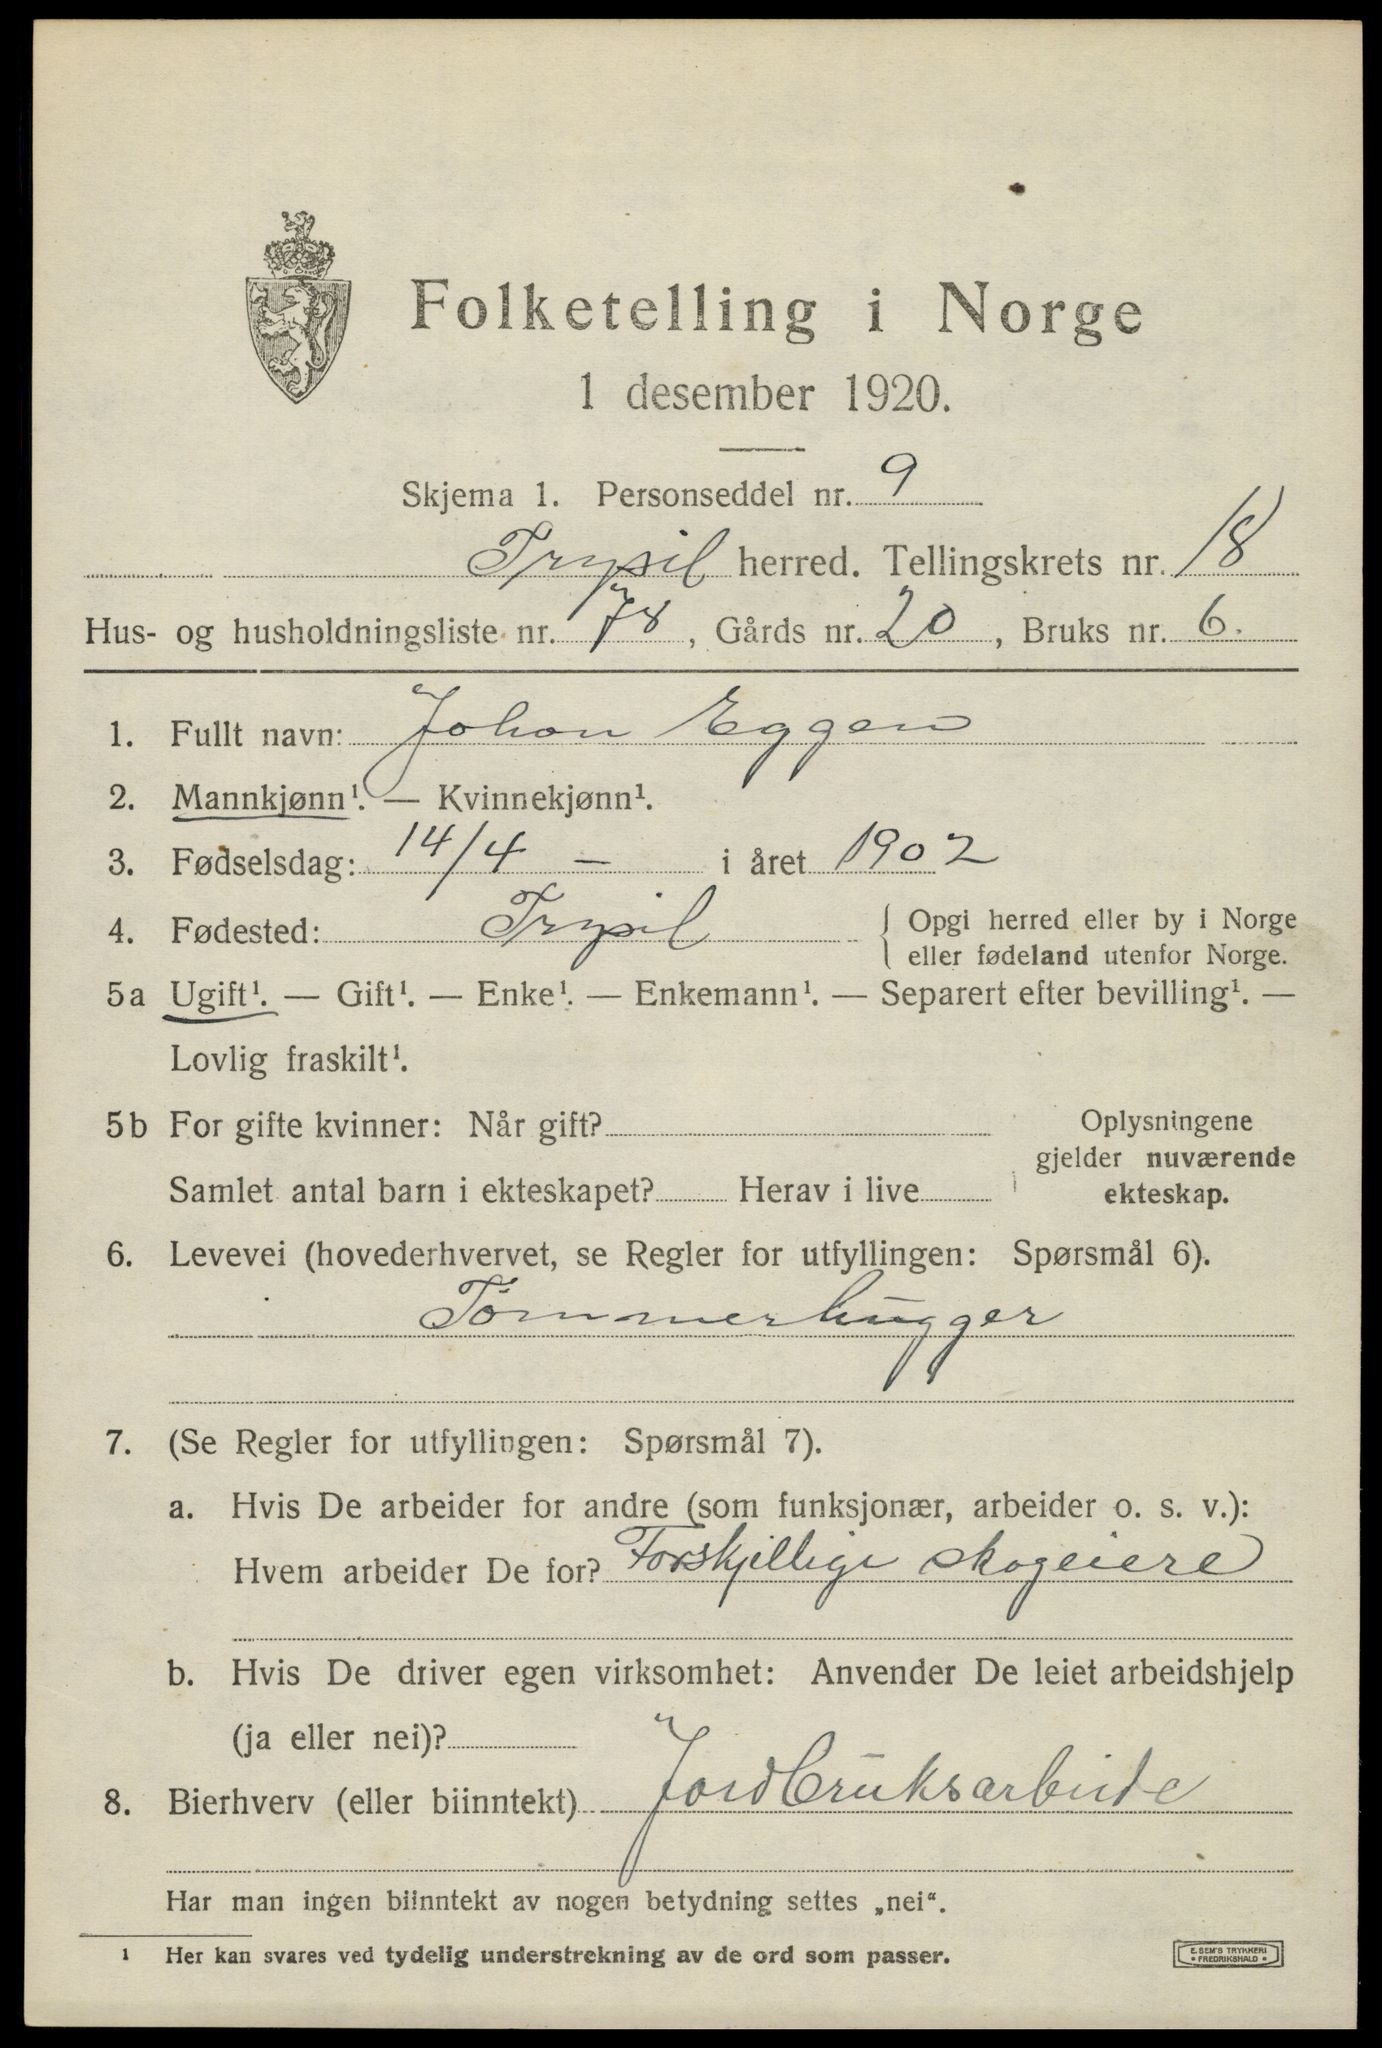 Folketelling i Norge
1 desember 1920.
Skjema 1. Personseddel nr. 9
Trysil herred. Tellingskrets nr. 18
Hus- og husholdningsliste nr. 78, Gårds nr. 20, Bruks nr. 6.
1. Fullt navn: Johan Eggen
2. Mannkjønn¹. — Kvinnekjønn¹.
3. Fødselsdag: 14/4 – i året 1902
4. Fødested: Trysil { Opgi herred eller by i Norge
eller fødeland utenfor Norge.
5a Ugift¹. — Gift¹. — Enke¹. — Enkemann¹. — Separert efter bevilling¹. —
Lovlig fraskilt¹.
5b For gifte kvinner: Når gift?
Samlet antal barn i ekteskapet? Herav i live
Oplysningene
gjelder nuværende
ekteskap.
6. Levevei (hovederhvervet, se Regler for utfyllingen: Spørsmål 6).
Tömmerhugger
7. (Se Regler for utfyllingen: Spørsmål 7).
a. Hvis De arbeider for andre (som funksjonær, arbeider o. s. v.):
Hvem arbeider De for? Forskjellige skogeiere
b. Hvis De driver egen virksomhet: Anvender De leiet arbeidshjelp
(ja eller nei)?
8. Bierhverv (eller biinntekt) Jordbruksarbeide
Har man ingen biinntekt av nogen betydning settes „nei“.
¹ Her kan svares ved tydelig understrekning av de ord som passer.
E. SEM'S TRYKKERI
• FREDRIKSHALD •